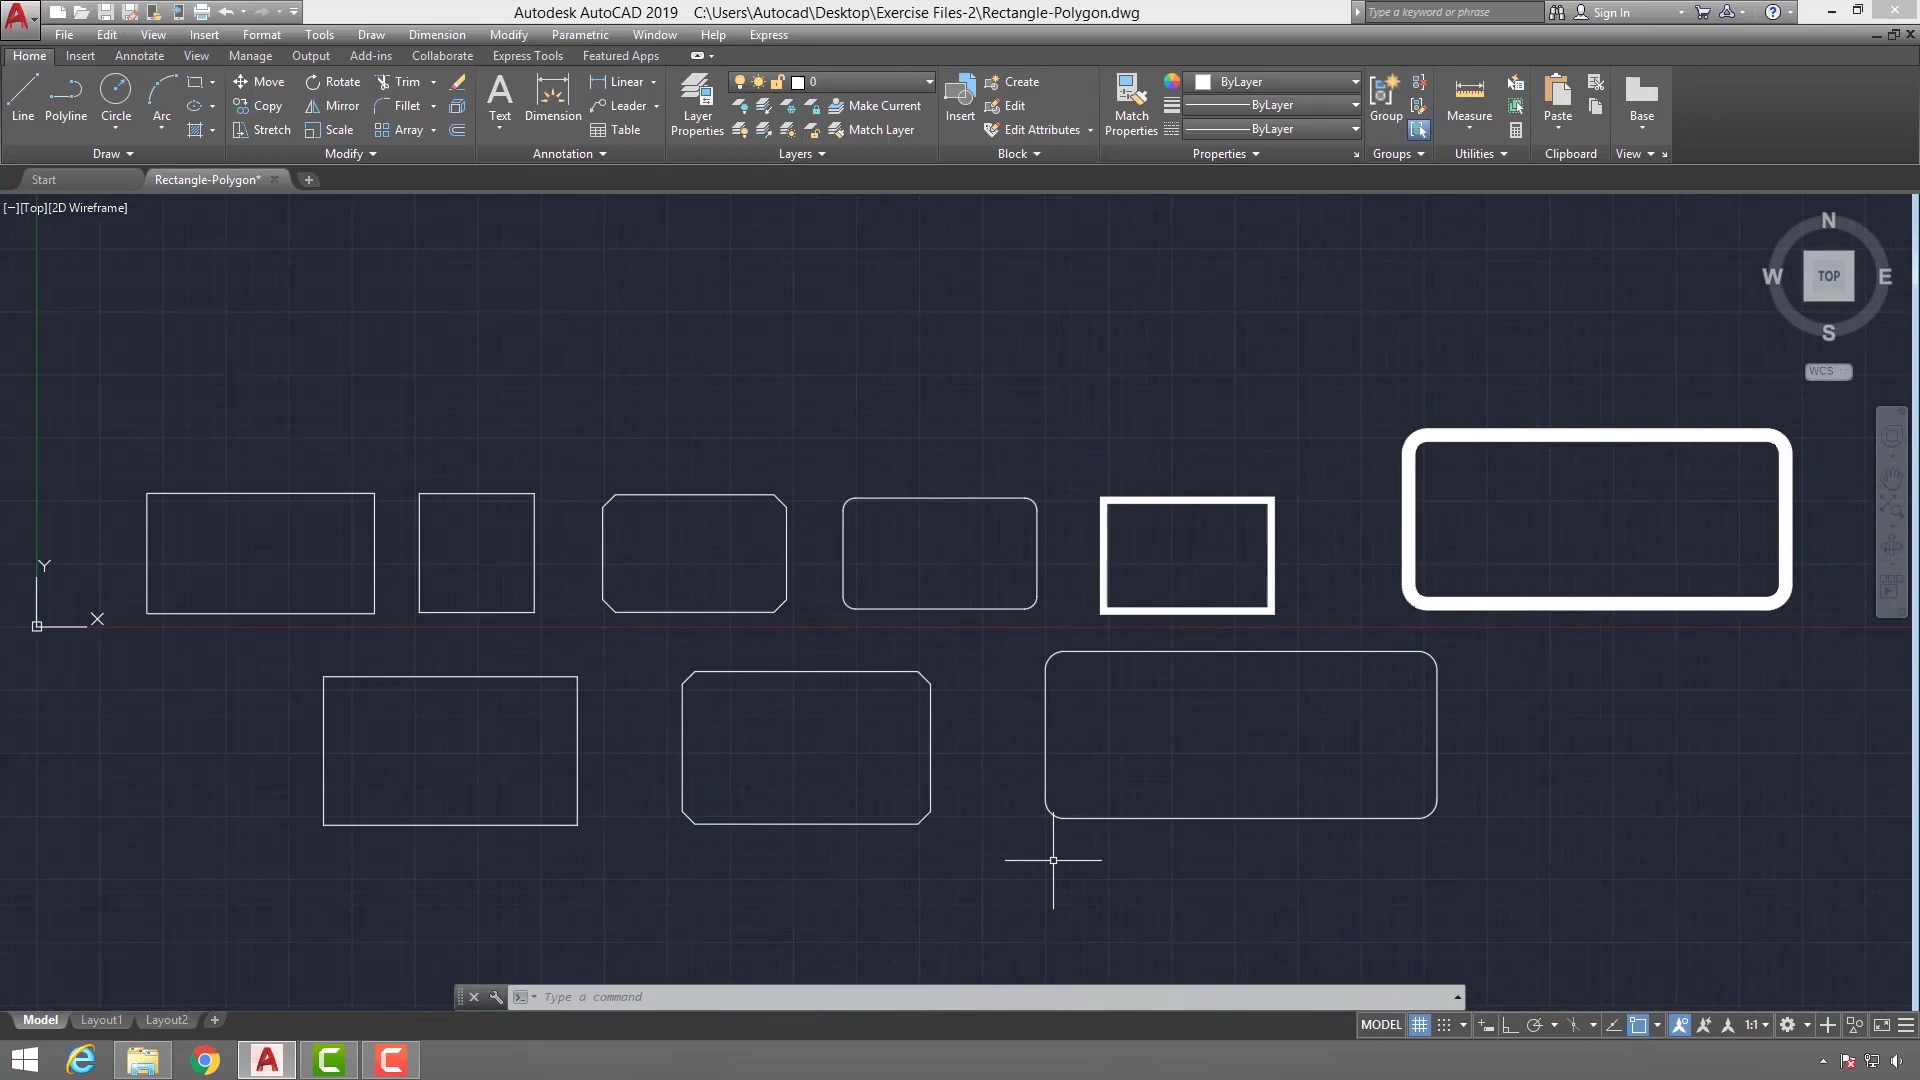 Autodesk AutoCAD 2019 C:\Users\Autocad\Desktop\Exercise Files-2\Rectangle-Polygon.dwg
Type a keyword or phrase
Sign In
File Edit View Insert Format Tools Draw Dimension Modify Parametric Window Help Express
Home Insert Annotate View Manage Output Add-ins Collaborate Express Tools Featured Apps
Line Polyline Circle Arc
Move Rotate Trim
Copy Mirror Fillet
Stretch Scale Array
Text Dimension
Linear
Leader
Table
Layer Properties
0
Make Current
Match Layer
Insert
Create
Edit
Edit Attributes
Match Properties
ByLayer
ByLayer
ByLayer
Group
Measure
Paste
Base
Draw Modify Annotation Layers Block Properties Groups Utilities Clipboard View
Start Rectangle-Polygon*
[−][Top][2D Wireframe]
N
W TOP E
S
WCS
Y
X
Type a command
Model Layout1 Layout2
MODEL 1:1